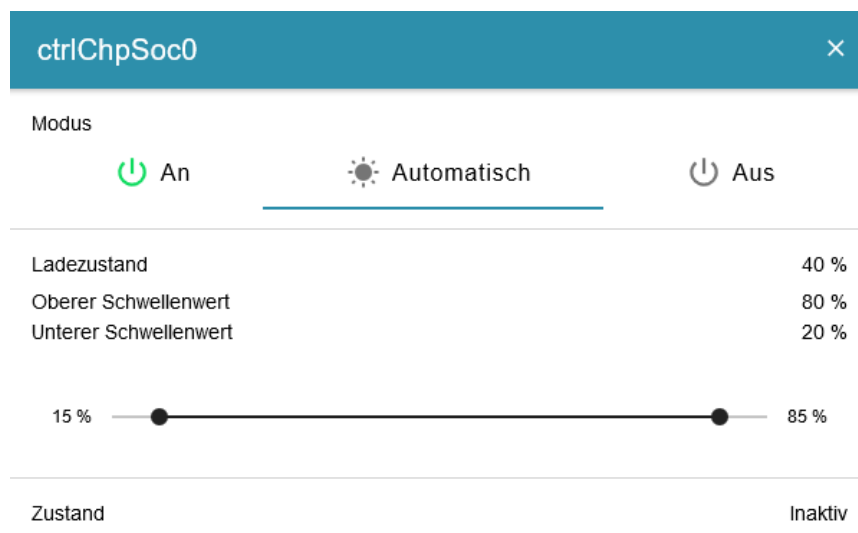 ctrlChpSoc0 ×
Modus
An Automatisch Aus
Ladezustand 40 %
Oberer Schwellenwert 80 %
Unterer Schwellenwert 20 %
15 % 85 %
Zustand Inaktiv